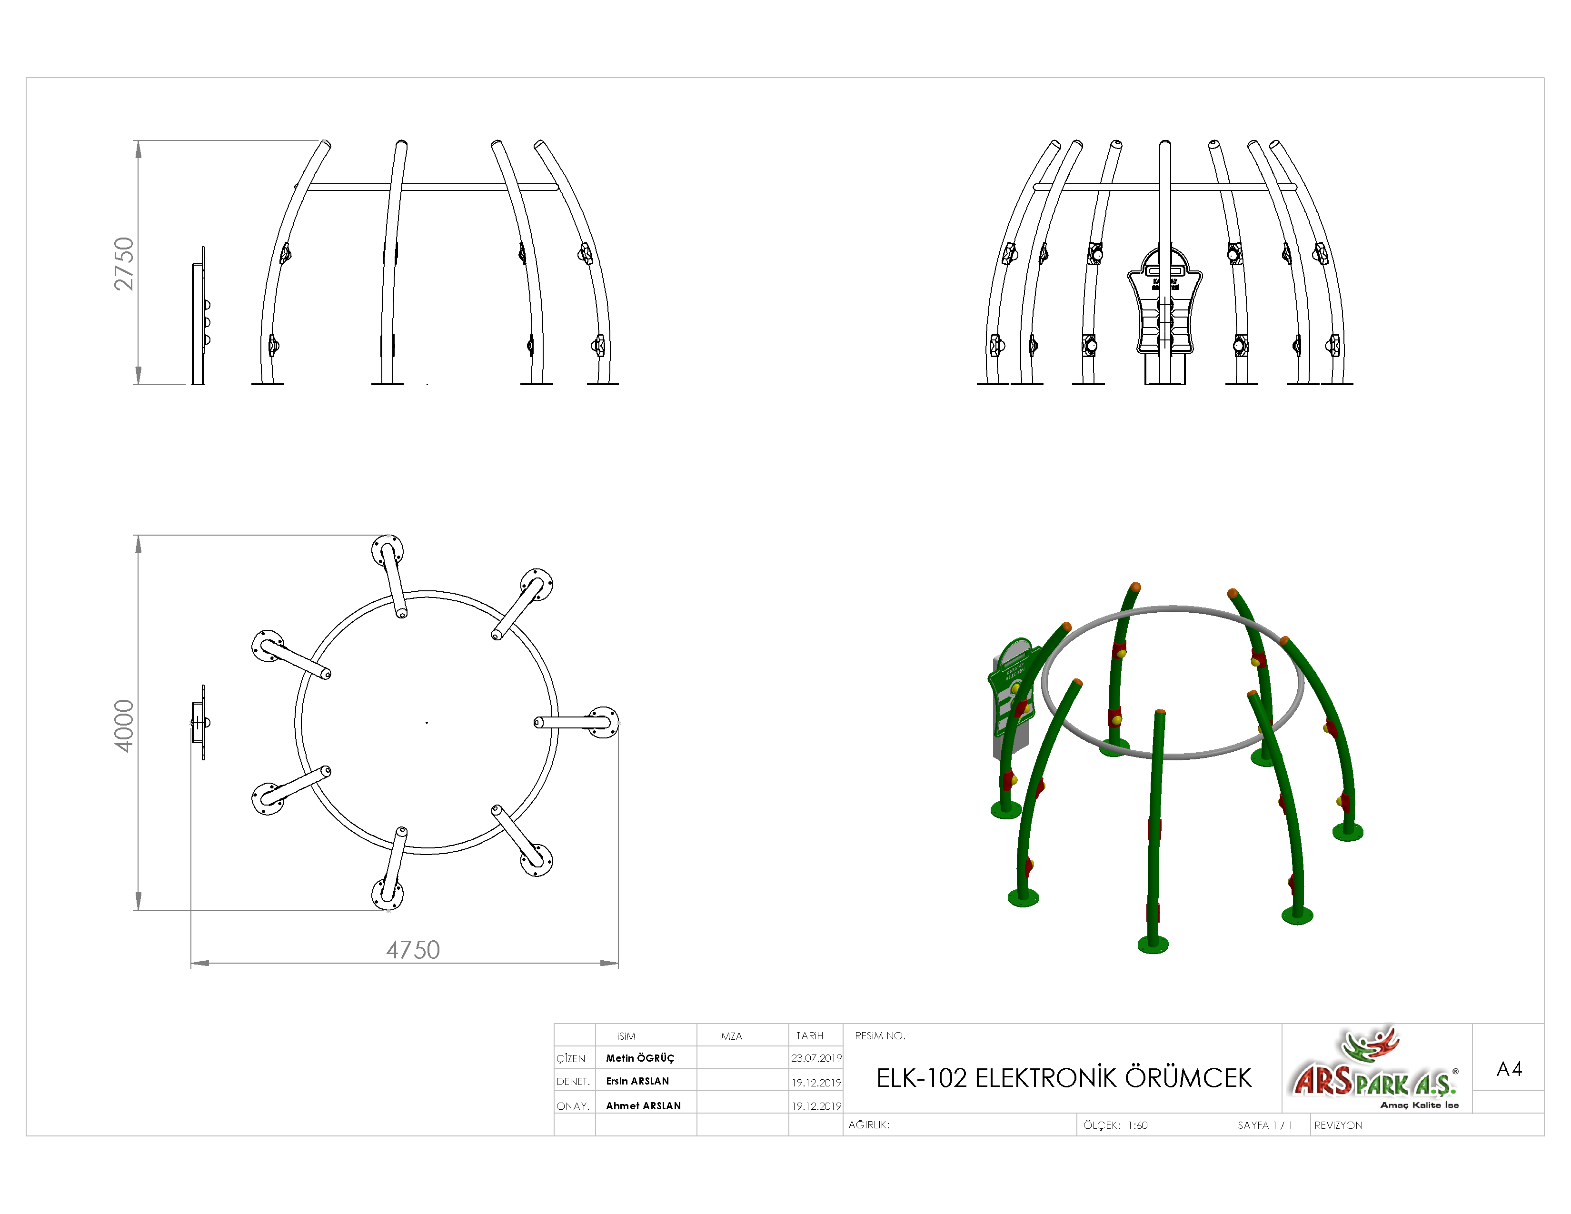 2750
4000
4750
İSİM
İMZA
TARİH
RESİM NO.:
ÇİZEN
Metin ÖGRÜÇ
23.07.2019
DENET.
Ersin ARSLAN
19.12.2019
ONAY.
Ahmet ARSLAN
19.12.2019
ELK-102 ELEKTRONİK ÖRÜMCEK
ARSPARK A.Ş.®
Amaç Kalite İse
A4
AĞIRLIK:
ÖLÇEK: 1:60
SAYFA 1 / 1
REVİZYON